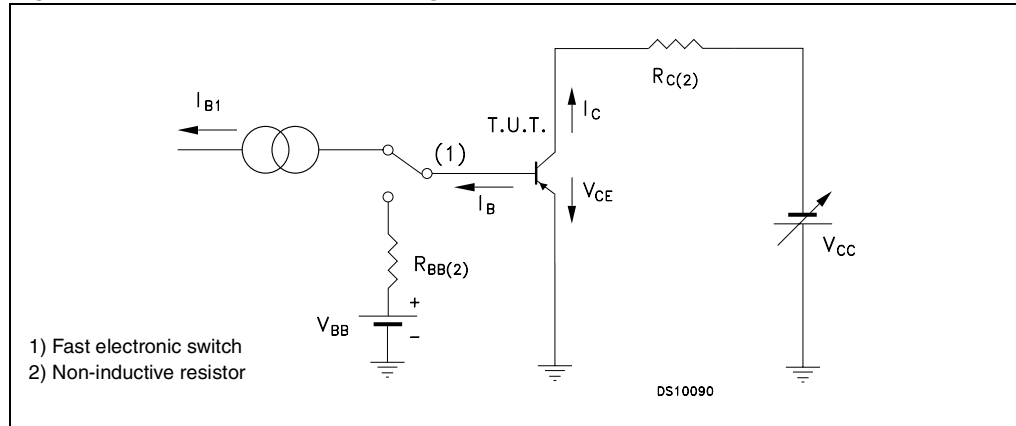 R_C(2)
I_B1
I_C
T.U.T.
(1)
V_CE
I_B
V_CC
R_BB(2)
+
V_BB
−
1) Fast electronic switch
2) Non-inductive resistor
DS10090